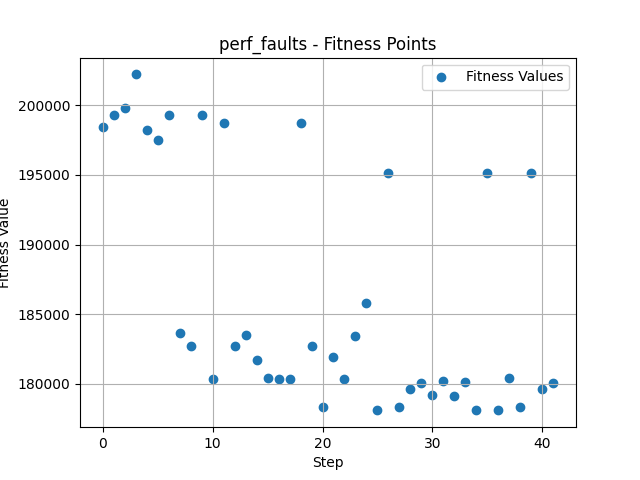 perf_faults - Fitness Points
Fitness Values
200000
195000
190000
185000
180000
Fitness Value
0
10
20
30
40
Step